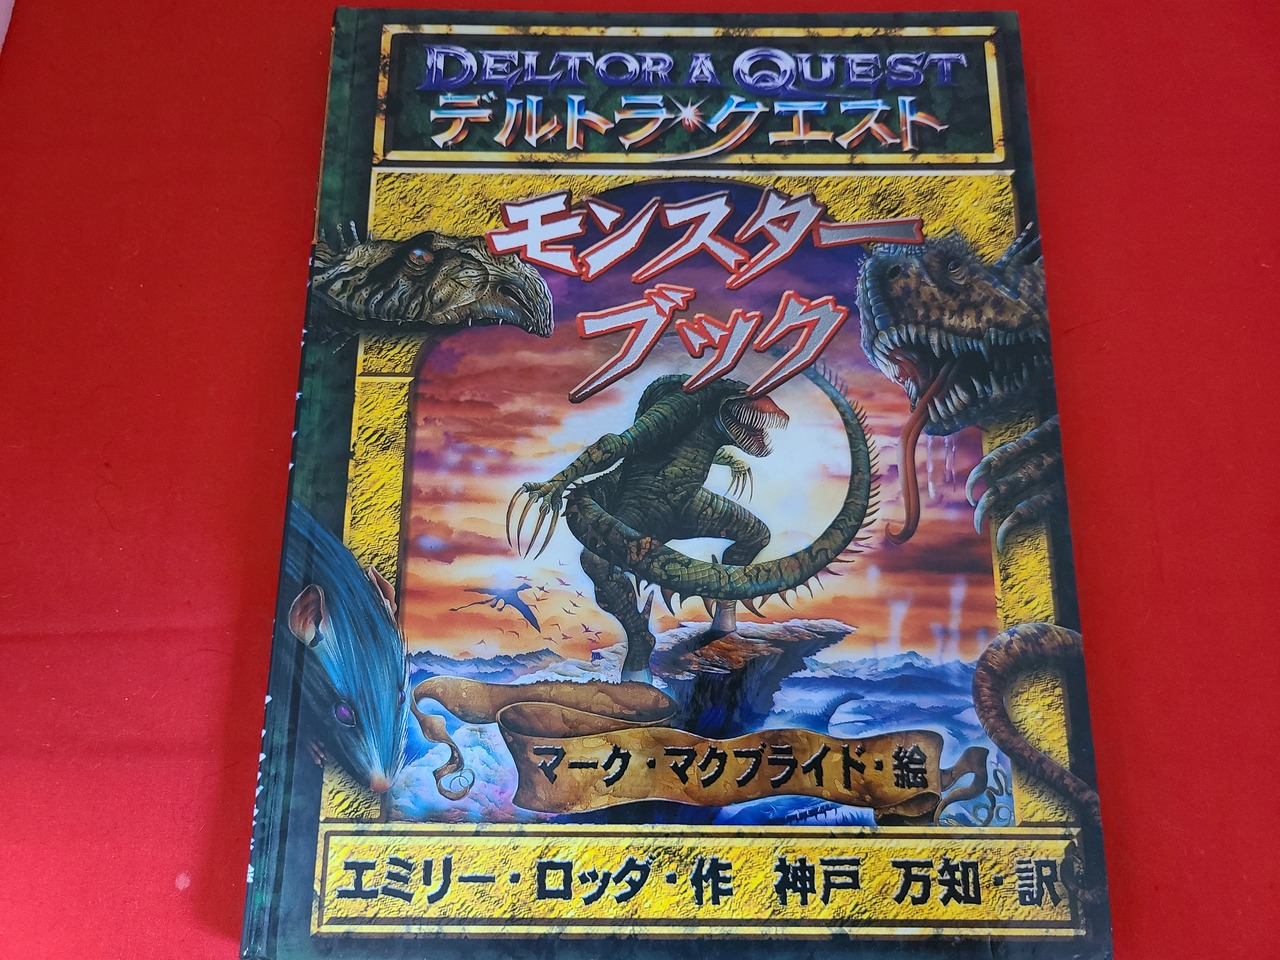 DELTORA QUEST
デルトラ・クエスト
モンスター
ブック
マーク・マクブライド・絵
エミリー・ロッダ・作 神戸 万知・訳